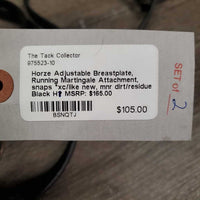 The Tack Collector
975523-10
Horze Adjustable Breastplate,
Running Martingale Attachment,
snaps *xc/like new, mnr dirt/residue
Black H MSRP: $165.00
$105.00
BSNQTJ
SET of
2